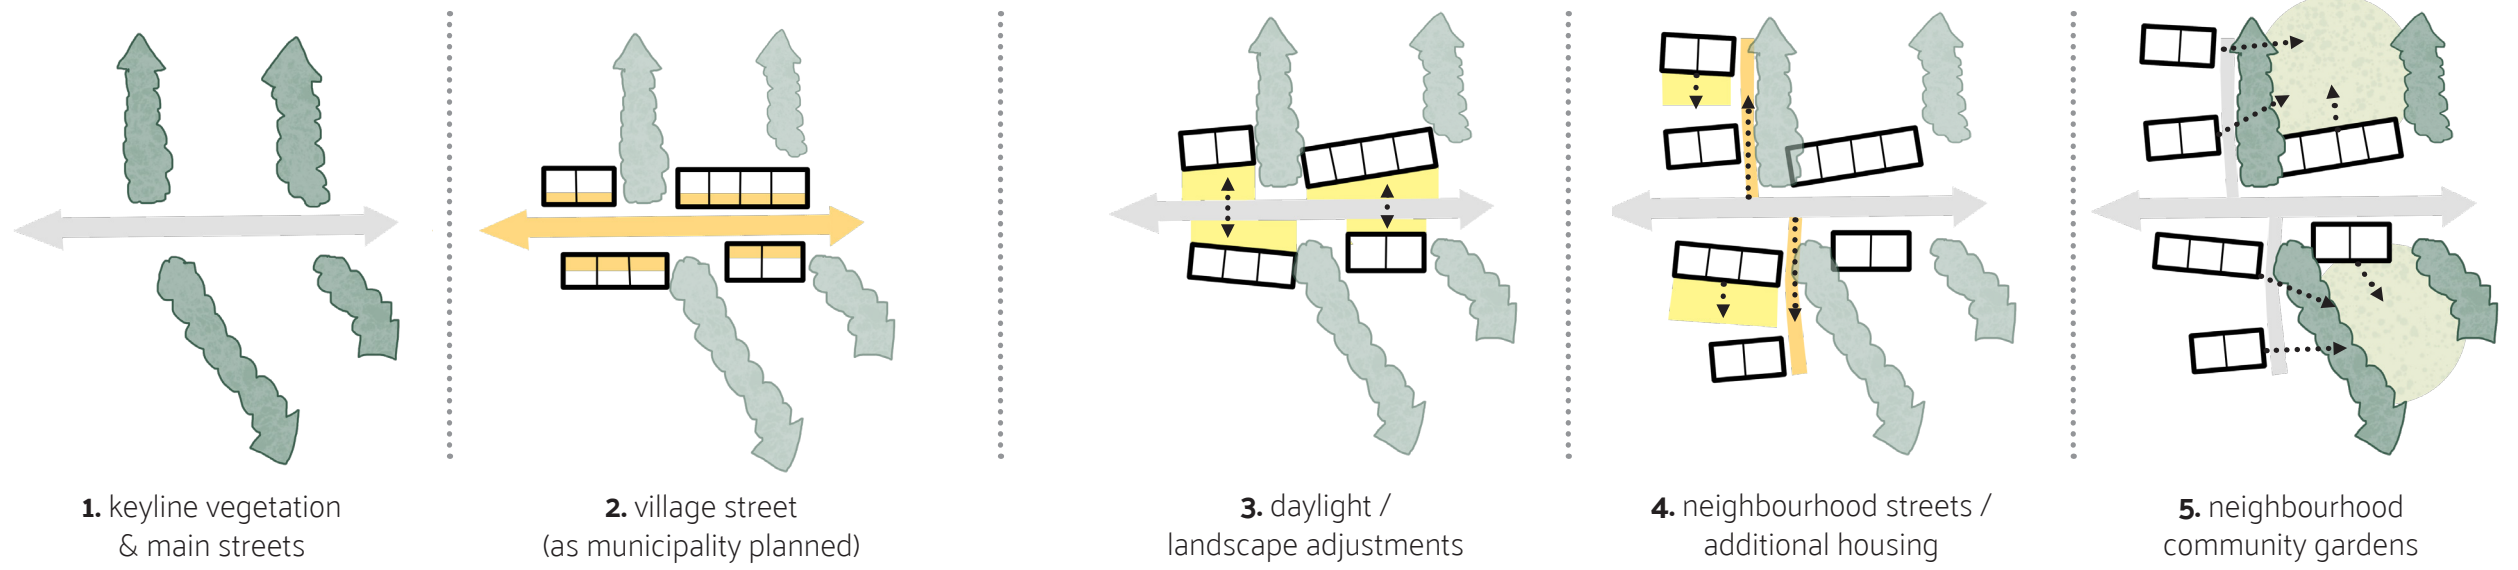 1. keyline vegetation
& main streets
2. village street
(as municipality planned)
3. daylight /
landscape adjustments
4. neighbourhood streets /
additional housing
5. neighbourhood
community gardens